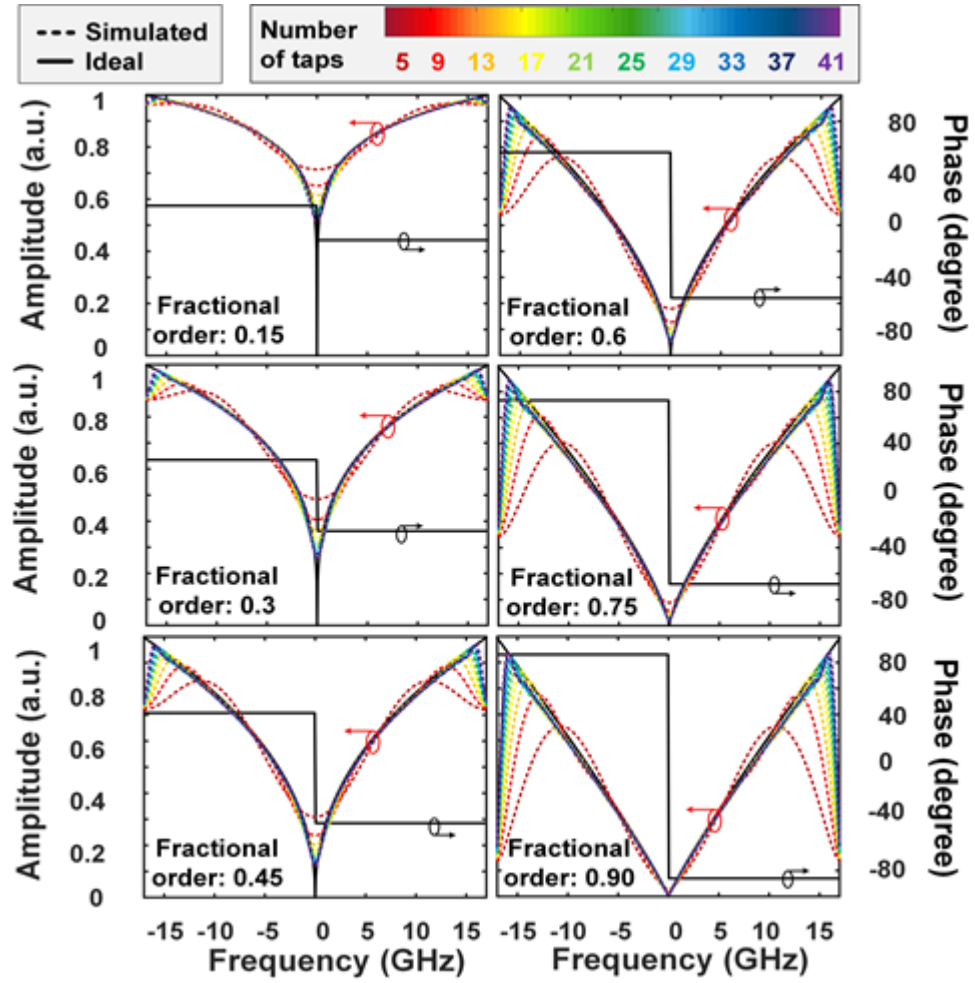 Simulated
Ideal
Number
of taps
5 9 13 17 21 25 29 33 37 41
Amplitude (a.u.)
1
0.8
0.6
0.4
0.2
0
Fractional
order: 0.15
Fractional
order: 0.6
80
40
0
-40
-80
Phase (degree)
Amplitude (a.u.)
1
0.8
0.6
0.4
0.2
0
Fractional
order: 0.3
Fractional
order: 0.75
80
40
0
-40
-80
Phase (degree)
Amplitude (a.u.)
1
0.8
0.6
0.4
0.2
0
Fractional
order: 0.45
Fractional
order: 0.90
80
40
0
-40
-80
Phase (degree)
-15 -10 -5 0 5 10 15
-15 -10 -5 0 5 10 15
Frequency (GHz)
Frequency (GHz)